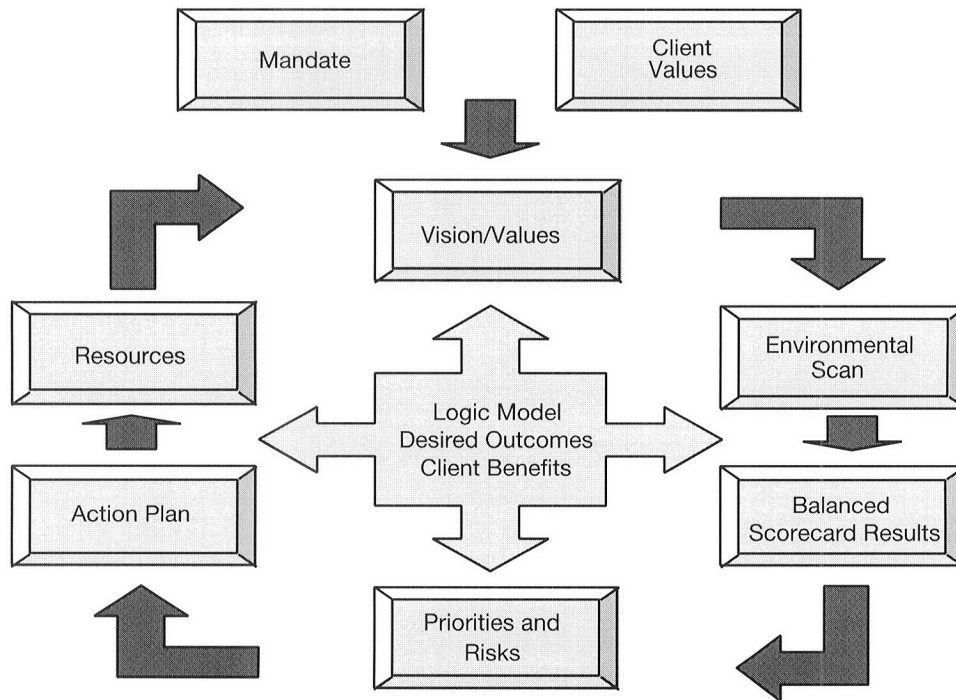 Mandate
Client
Values
Vision/Values
Resources
Environmental
Scan
Logic Model
Desired Outcomes
Client Benefits
Action Plan
Balanced
Scorecard Results
Priorities and
Risks